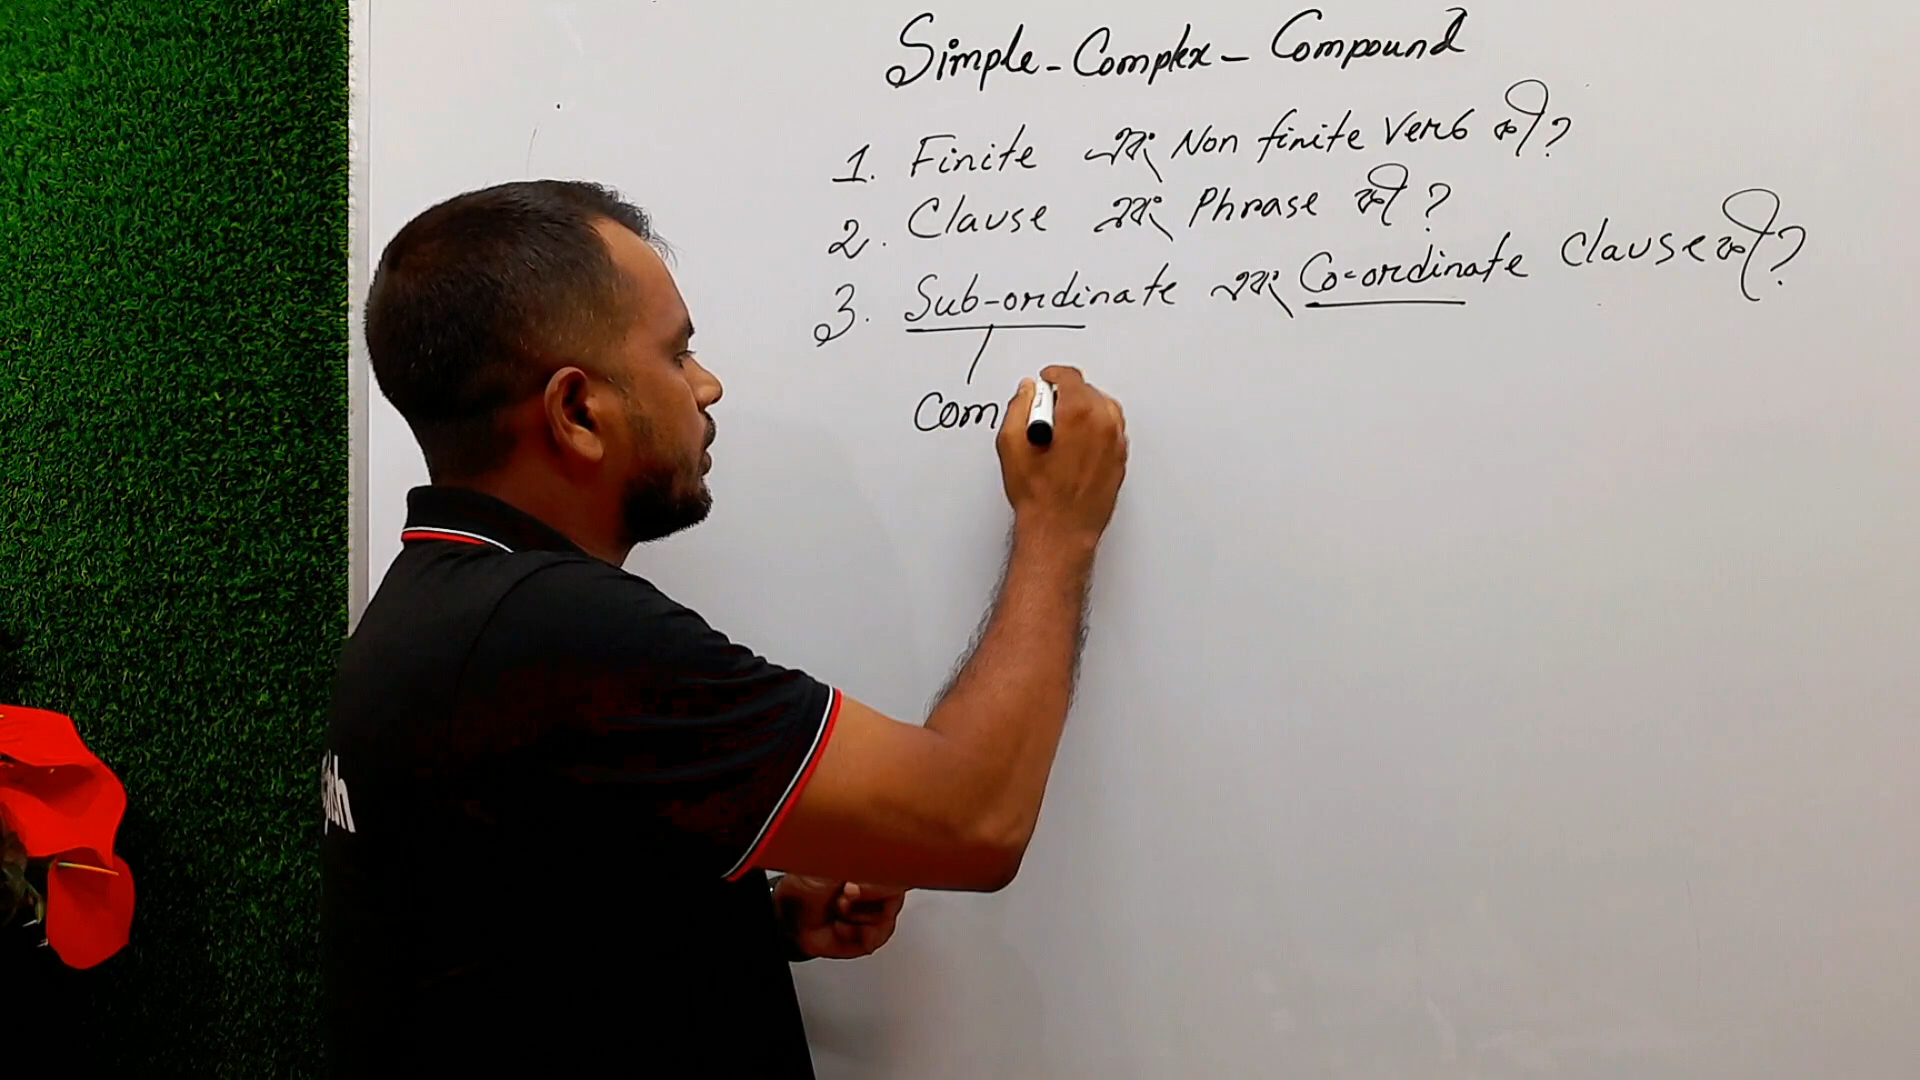 Simple-Complex-Compound
1. Finite এবং Non finite verb কী?
2. Clause এবং Phrase কী?
3. Sub-ordinate এবং Co-ordinate Clause কী?
Com